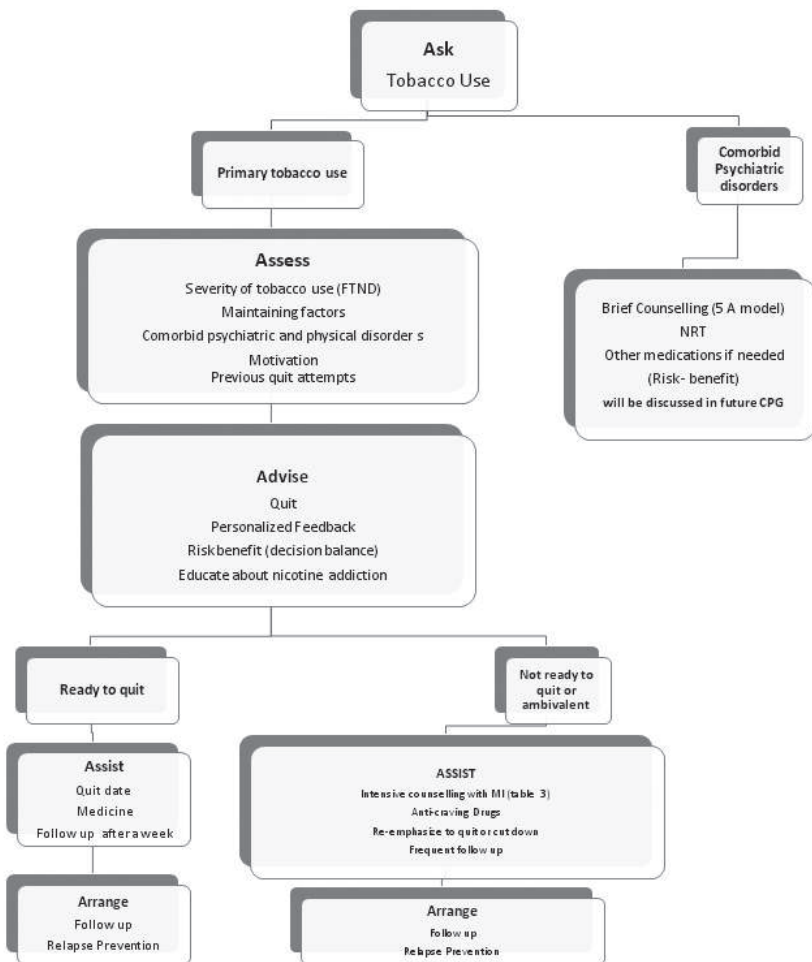 Ask
Tobacco Use
Primary tobacco use
Comorbid
Psychiatric
disorders
Assess
Severity of tobacco use (FTND)
Maintaining factors
Comorbid psychiatric and physical disorder s
Motivation
Previous quit attempts
Brief Counselling (5 A model)
NRT
Other medications if needed
(Risk- benefit)
will be discussed in future CPG
Advise
Quit
Personalized Feedback
Risk benefit (decision balance)
Educate about nicotine addiction
Ready to quit
Not ready to
quit or
ambivalent
Assist
Quit date
Medicine
Follow up after a week
ASSIST
Intensive counselling with MI (table 3)
Anti-craving Drugs
Re-emphasize to quit or cut down
Frequent follow up
Arrange
Follow up
Relapse Prevention
Arrange
Follow up
Relapse Prevention